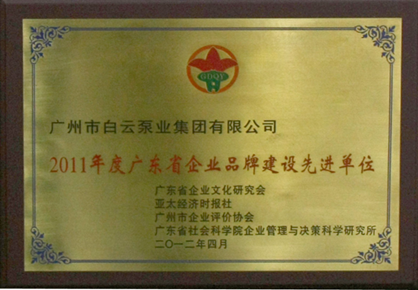 GDQY
广州市白云泵业集团有限公司
2011年度广东省企业品牌建设先进单位
广东省企业文化研究会
亚太经济时报社
广州市企业评价协会
广东省社会科学院企业管理与决策科学研究所
二〇一二年四月